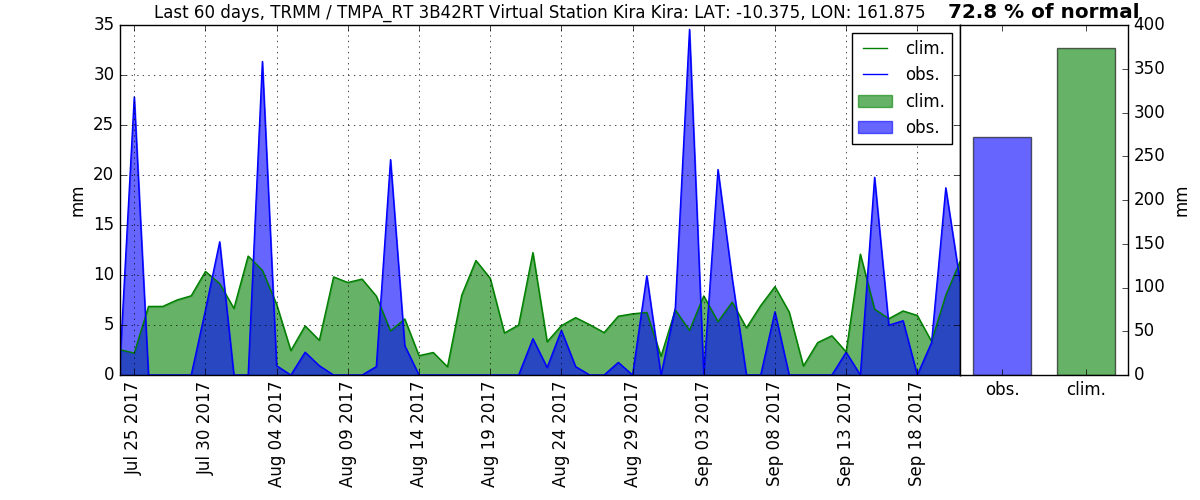 Last 60 days, TRMM / TMPA_RT 3B42RT Virtual Station Kira Kira: LAT: -10.375, LON: 161.875
72.8 % of normal
mm
35
30
25
20
15
10
5
0
Jul 25 2017
Jul 30 2017
Aug 04 2017
Aug 09 2017
Aug 14 2017
Aug 19 2017
Aug 24 2017
Aug 29 2017
Sep 03 2017
Sep 08 2017
Sep 13 2017
Sep 18 2017
clim.
obs.
clim.
obs.
400
350
300
250
200
150
100
50
0
mm
obs.
clim.